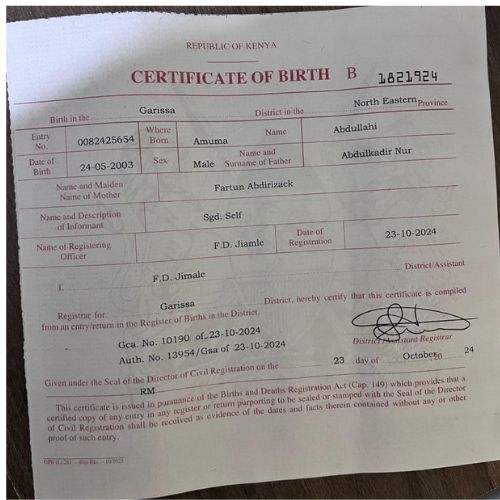 REPUBLIC OF KENYA
CERTIFICATE OF BIRTH B 1821924
Birth in the Garissa District in the North Eastern Province
Entry No. 0082425654 Where Born Amuma Name Abdullahi
Date of Birth 24-05-2003 Sex Male Name and Surname of Father Abdulkadir Nur
Name and Maiden Name of Mother Fartun Abdirizack
Name and Description of Informant Sgd. Self
Name of Registering Officer F.D. Jiamle Date of Registration 23-10-2024
I, F.D. Jimale District/Assistant
Registrar for Garissa District, hereby certify that this certificate is compiled
from an entry/return in the Register of Births in the District.
Gca. No. 10190 of 23-10-2024
Auth. No. 13954/Gsa of 23-10-2024
District/Assistant Registrar
Given under the Seal of the Director of Civil Registration on the 23 day of October 20 24
RM
This certificate is issued in pursuance of the Births and Deaths Registration Act (Cap. 149) which provides that a
certified copy of any entry in any register or return purporting to be sealed or stamped with the Seal of the Director
of Civil Registration shall be received as evidence of the dates and facts therein contained without any or other
proof of such entry.